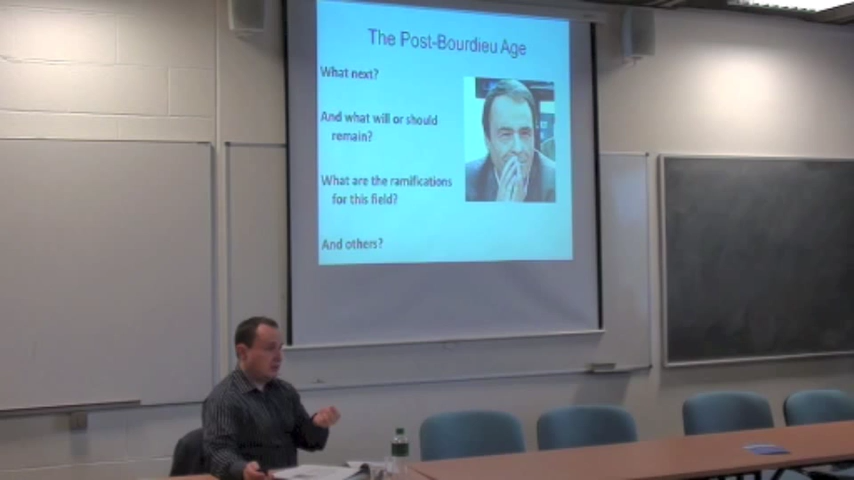 The Post-Bourdieu Age
What next?
And what will or should
remain?
What are the ramifications
for this field?
And others?